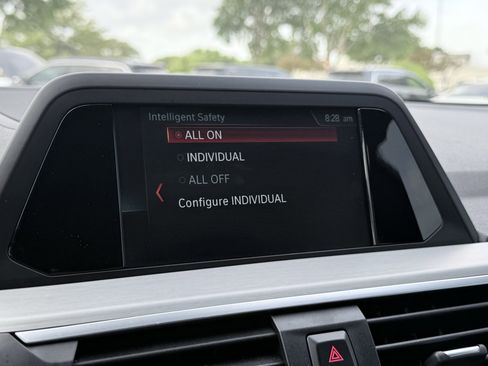 Intelligent Safety 8:28 am
ALL ON
INDIVIDUAL
ALL OFF
Configure INDIVIDUAL